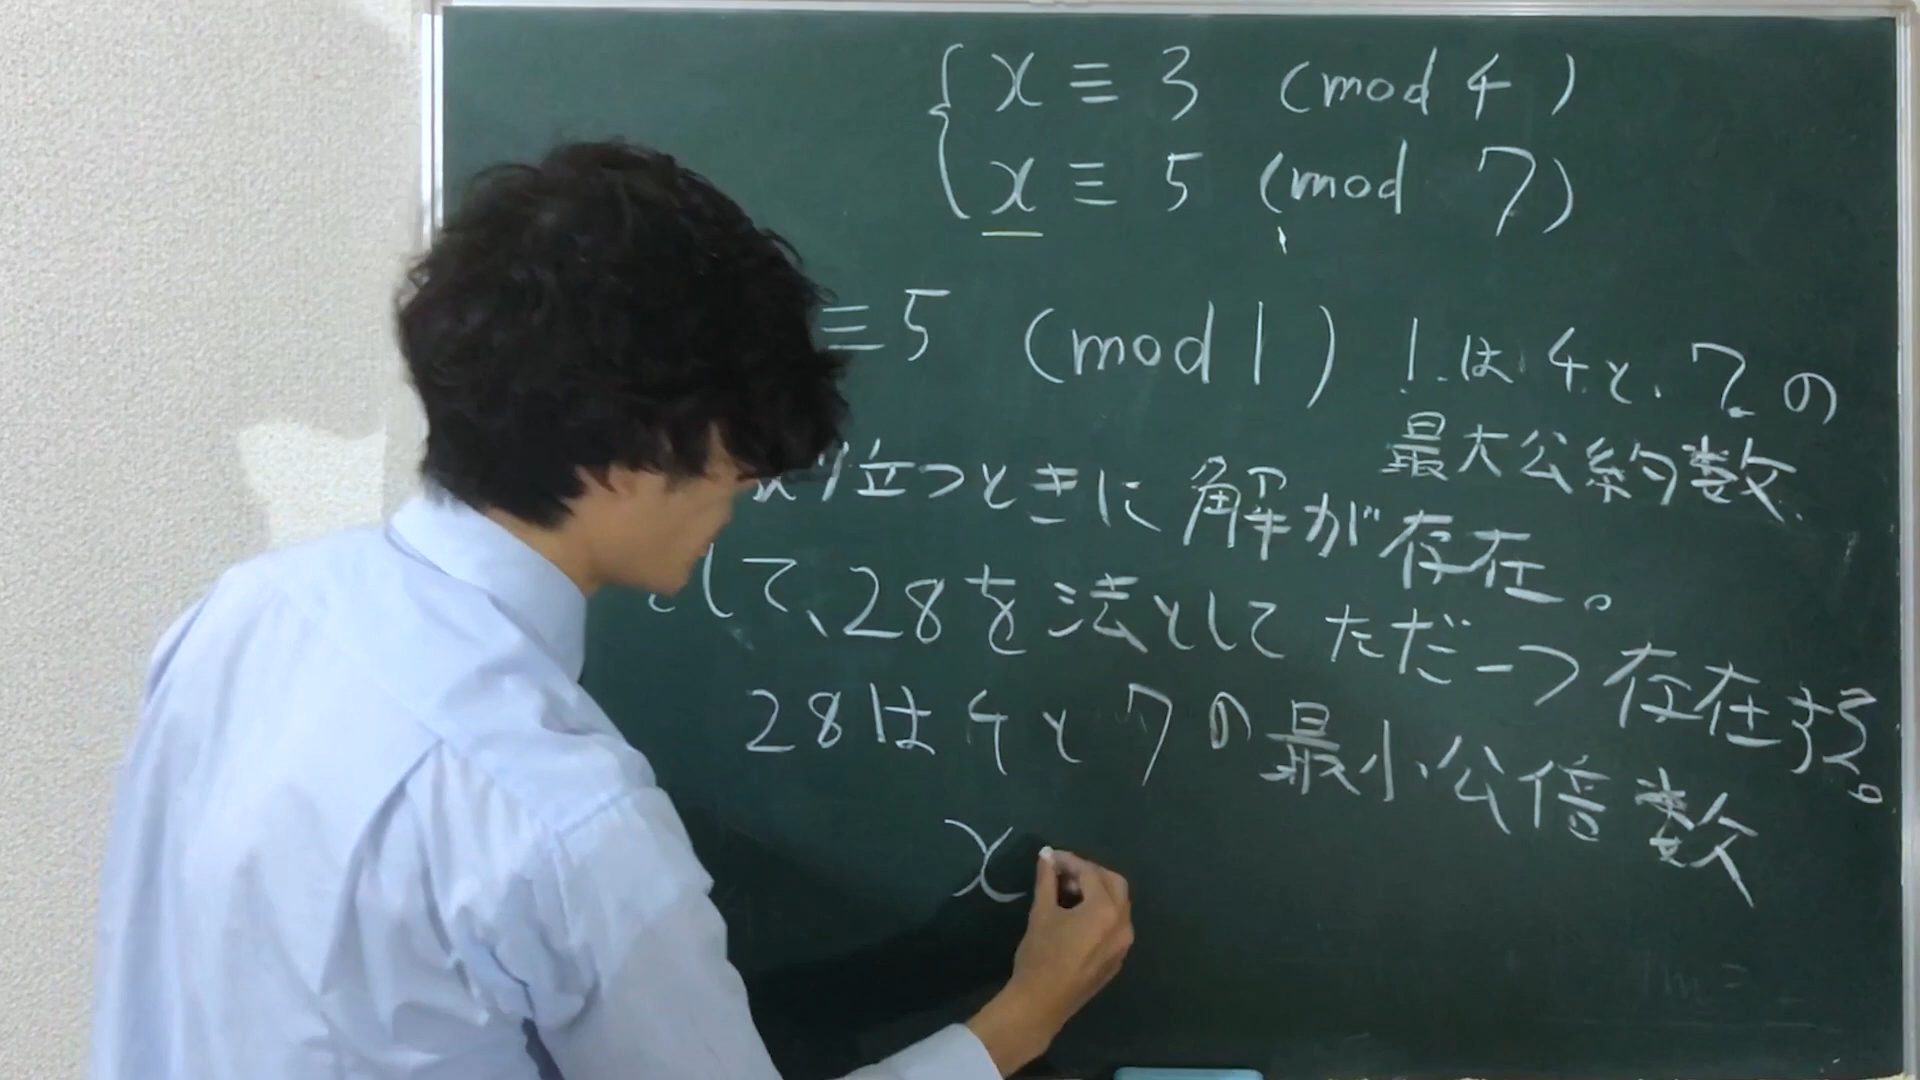 x ≡ 3 (mod 4)
x ≡ 5 (mod 7)
≡ 5 (mod 1) 1は4と7の
最大公約数
り立つときに解が存在。
して、28を法としてただ一つ存在する。
28は4と7の最小公倍数
x